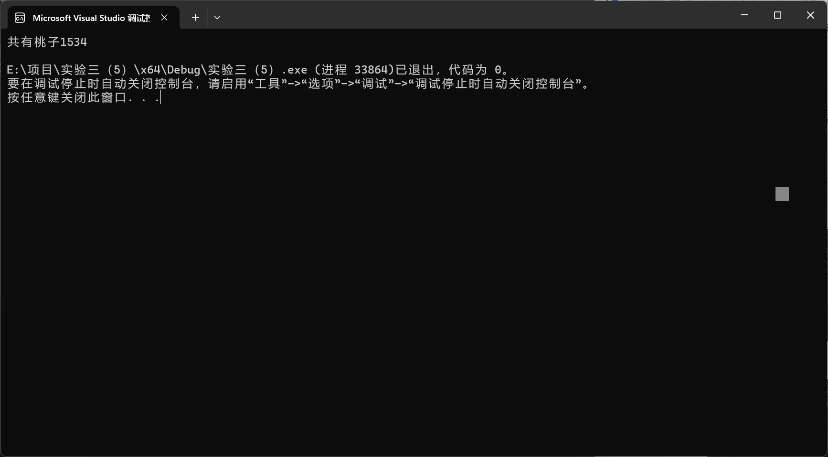 Microsoft Visual Studio 调试控
共有桃子1534
E:\项目\实验三（5）\x64\Debug\实验三（5）.exe (进程 33864)已退出，代码为 0。
要在调试停止时自动关闭控制台，请启用“工具”->“选项”->“调试”->“调试停止时自动关闭控制台”。
按任意键关闭此窗口. . .